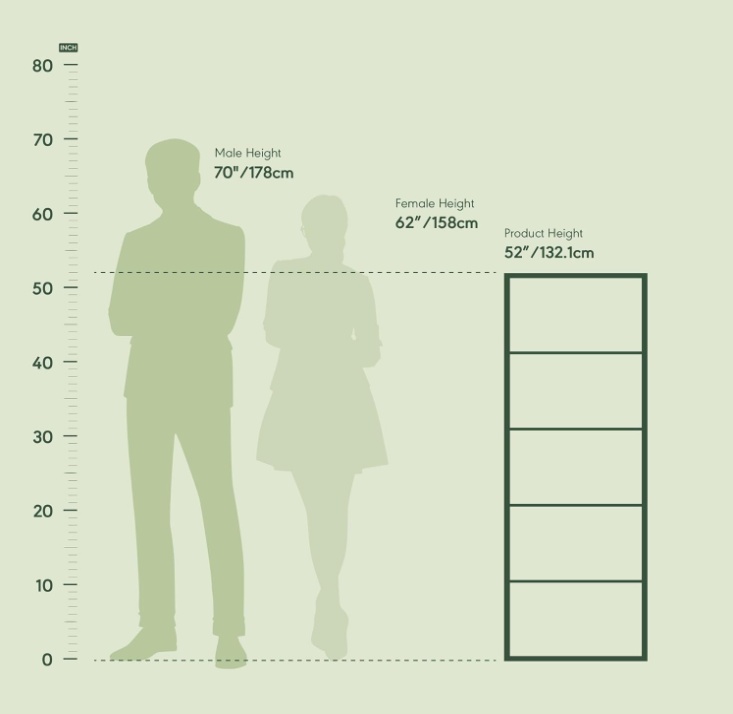 INCH
80
70
60
50
40
30
20
10
0
Male Height
70"/178cm
Female Height
62″/158cm
Product Height
52″/132.1cm